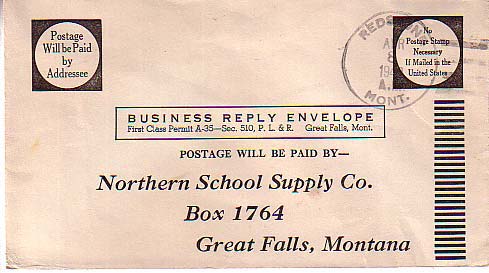 Postage
Will be Paid
by
Addressee
No
Postage Stamp
Necessary
If Mailed in the
United States
APR
8
A.M.
MONT.
BUSINESS REPLY ENVELOPE
First Class Permit A-35—Sec. 510, P. L. & R. Great Falls, Mont.
POSTAGE WILL BE PAID BY—
Northern School Supply Co.
Box 1764
Great Falls, Montana